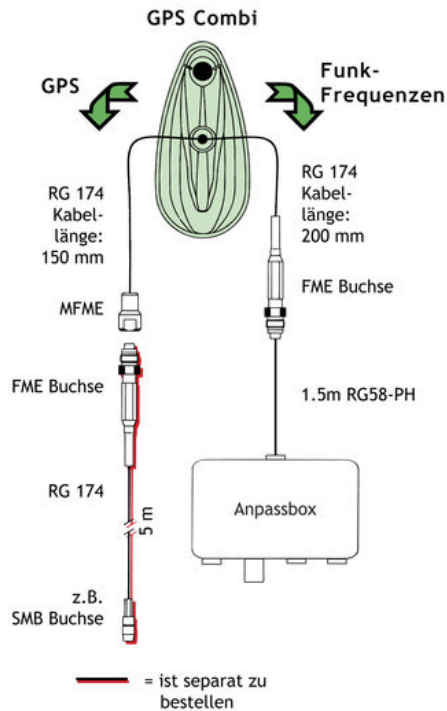 GPS Combi
GPS
Funk-
Frequenzen
RG 174
Kabel-
länge:
150 mm
RG 174
Kabel-
länge:
200 mm
MFME
FME Buchse
FME Buchse
1.5m RG58-PH
RG 174
5 m
Anpassbox
z.B.
SMB Buchse
= ist separat zu
bestellen